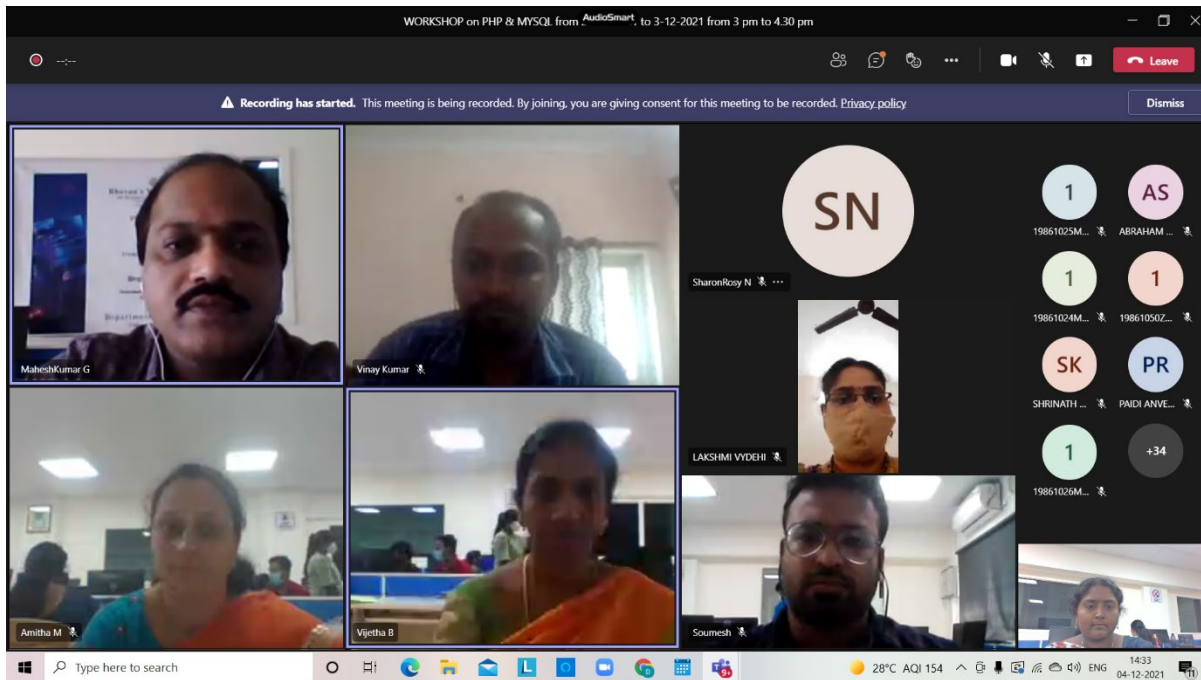 WORKSHOP on PHP & MYSQL from
AudioSmart
to 3-12-2021 from 3 pm to 4.30 pm
--:--
Leave
Recording has started. This meeting is being recorded. By joining, you are giving consent for this meeting to be recorded. Privacy policy
Dismiss
MaheshKumar G
Vinay Kumar
SN
SharonRosy N
LAKSHMI VYDEHI
1
19861025M...
AS
ABRAHAM ...
1
19861024M...
1
19861050Z...
SK
SHRINATH ...
PR
PAIDI ANVE...
1
19861026M...
+34
Amitha M
Vijetha B
Soumesh
Type here to search
28°C AQI 154
ENG
14:33
04-12-2021